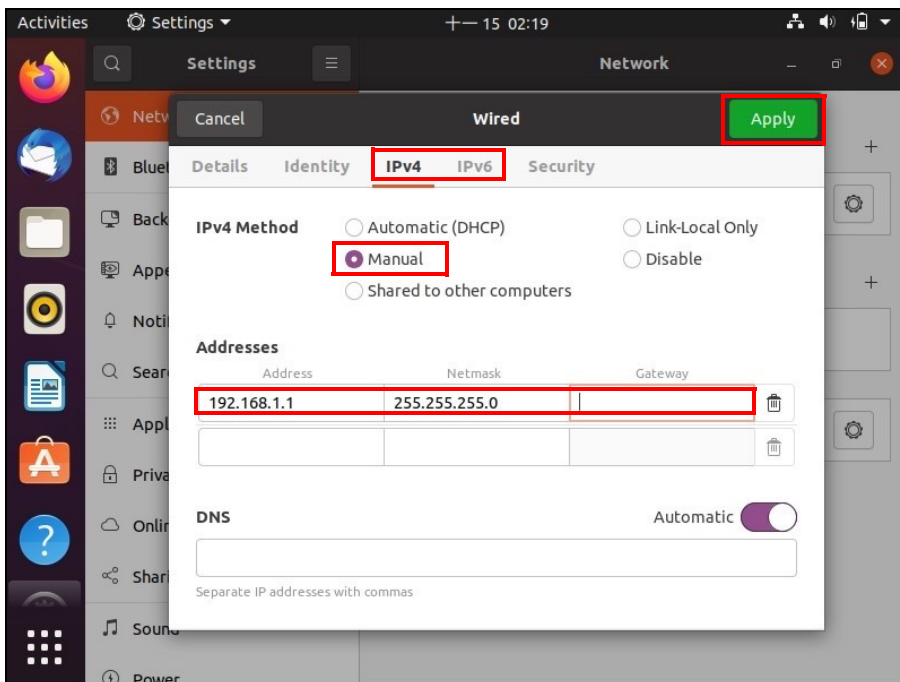 Activities Settings 十一 15 02:19
Settings Network
Netw
Cancel Wired Apply
Details Identity IPv4 IPv6 Security
Bluet
IPv4 Method Automatic (DHCP) Link-Local Only
Back
Manual Disable
Appe
Shared to other computers
Notif
Addresses
Sear
Address Netmask Gateway
192.168.1.1 255.255.255.0
Appl
Priva
DNS Automatic
Onlin
Shari
Separate IP addresses with commas
Sound
Power